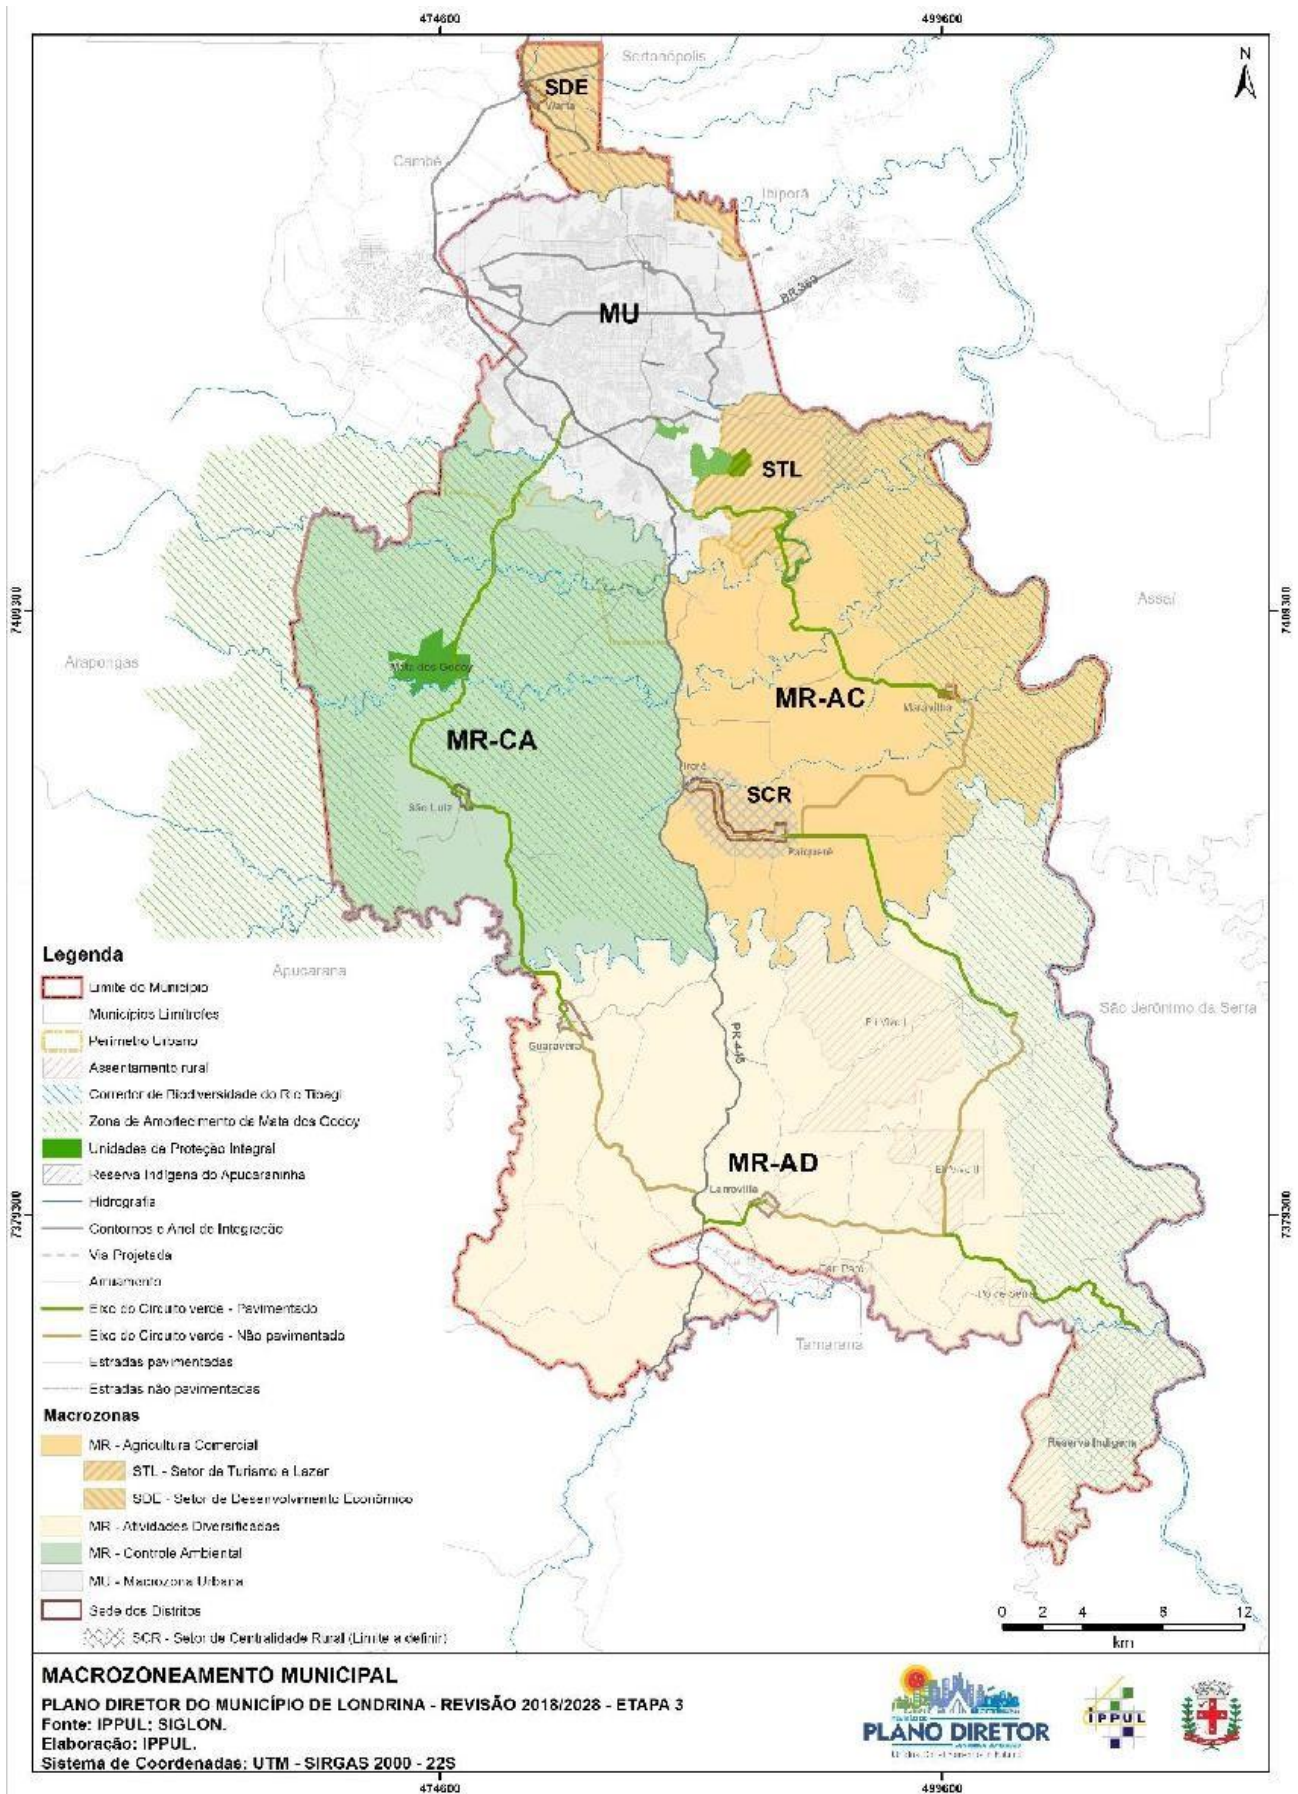 474600
499600
N
Sertanópolis
SDE
Warta
Cambé
Ibiporã
MU
BR 369
STL
7409300
7409300
Assaí
Arapongas
Mata dos Godoy
MR-AC
Maravilha
MR-CA
Irerê
SCR
São Luiz
Paiquerê
Apucarana
São Jerônimo da Serra
Eli Vive I
Guaravera
PR-445
MR-AD
Eli Vive II
Lerroville
7379300
7379300
Tamarana
Reserva Indígena
Legenda
Limite do Município
Municípios Limítrofes
Perímetro Urbano
Assentamento rural
Corredor de Biodiversidade do Rio Tibagi
Zona de Amortecimento da Mata dos Godoy
Unidades de Proteção Integral
Reserva Indígena do Apucaraninha
Hidrografia
Contornos e Anel de Integração
Via Projetada
Arruamento
Eixo do Circuito verde - Pavimentado
Eixo do Circuito verde - Não pavimentado
Estradas pavimentadas
Estradas não pavimentadas
Macrozonas
MR - Agricultura Comercial
STL - Setor de Turismo e Lazer
SDE - Setor de Desenvolvimento Econômico
MR - Atividades Diversificadas
MR - Controle Ambiental
MU - Macrozona Urbana
Sede dos Distritos
SCR - Setor de Centralidade Rural (Limite a definir)
0 2 4 8 12
km
MACROZONEAMENTO MUNICIPAL
PLANO DIRETOR DO MUNICÍPIO DE LONDRINA - REVISÃO 2018/2028 - ETAPA 3
Fonte: IPPUL; SIGLON.
Elaboração: IPPUL.
Sistema de Coordenadas: UTM - SIRGAS 2000 - 22S
PLANO DIRETOR
IPPUL
474600
499600